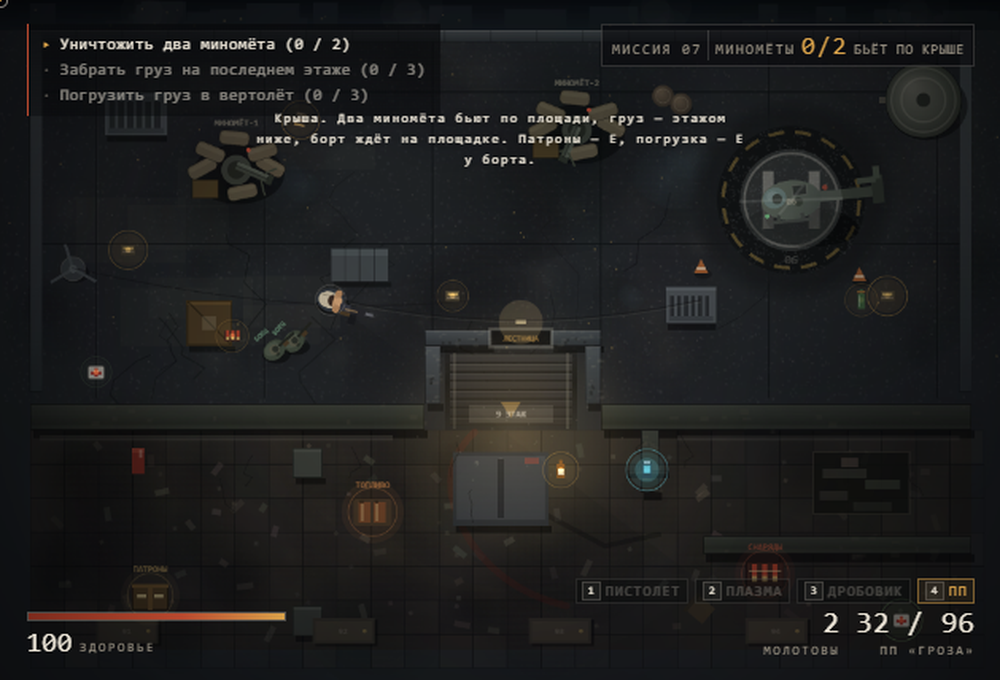 ▸ Уничтожить два миномёта (0 / 2)
· Забрать груз на последнем этаже (0 / 3)
· Погрузить груз в вертолёт (0 / 3)
МИССИЯ 07 МИНОМЁТЫ 0/2 БЬЁТ ПО КРЫШЕ
МИНОМЁТ-2
МИНОМЁТ-1
Крыша. Два миномёта бьют по площади, груз — этажом
ниже, борт ждёт на площадке. Патроны — E, погрузка — E
у борта.
ЛЕСТНИЦА
9 ЭТАЖ
ТОПЛИВО
СНАРЯДЫ
ПАТРОНЫ
1 ПИСТОЛЕТ 2 ПЛАЗМА 3 ДРОБОВИК 4 ПП
100 ЗДОРОВЬЕ
2 32 / 96
МОЛОТОВЫ ПП «ГРОЗА»